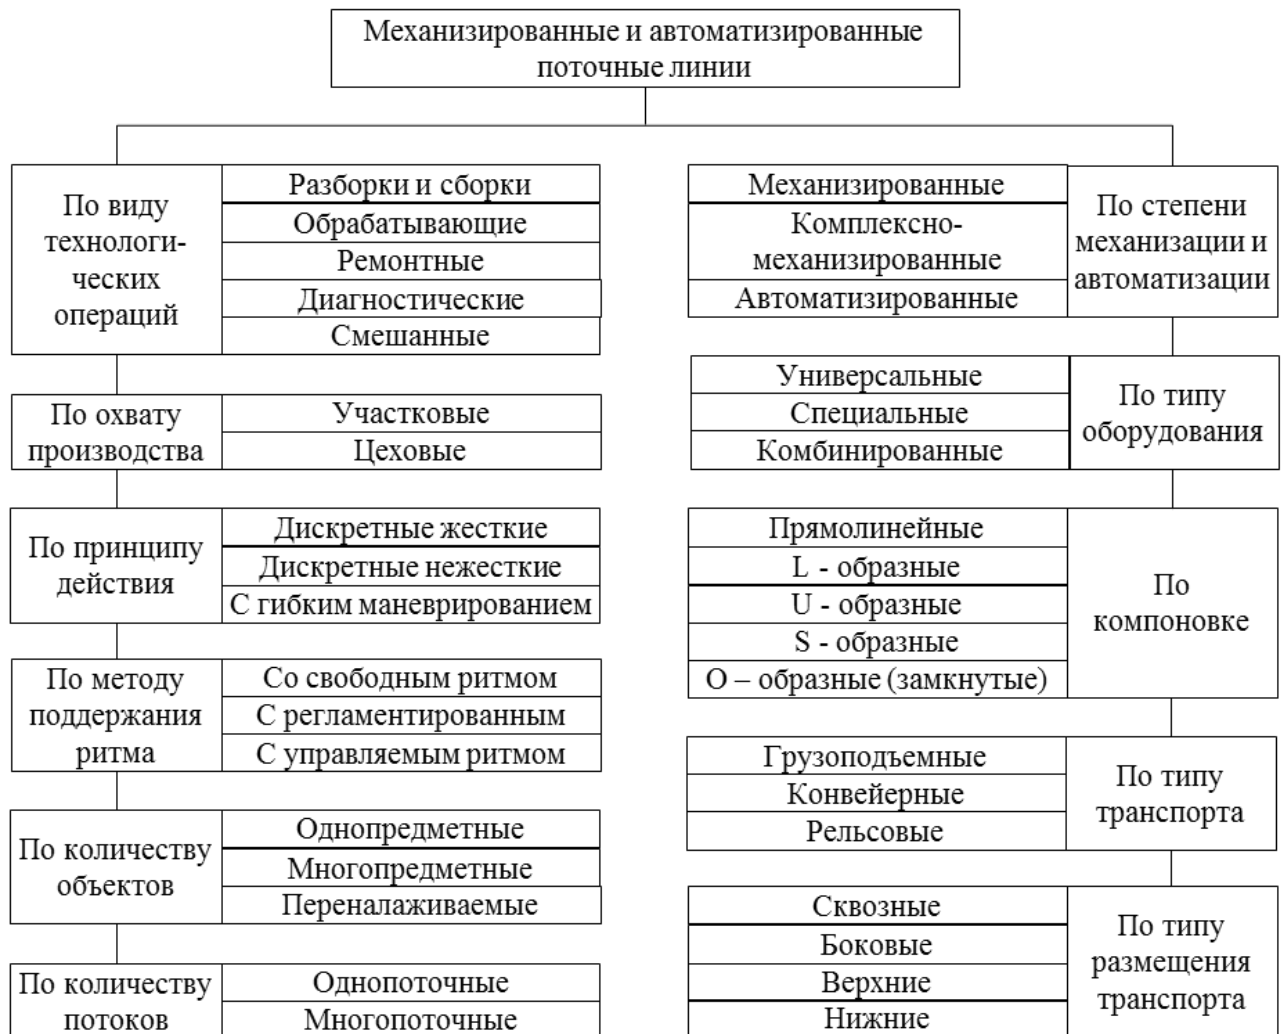 Механизированные и автоматизированные
поточные линии
По виду
технологи-
ческих
операций
Разборки и сборки
Обрабатывающие
Ремонтные
Диагностические
Смешанные
По охвату
производства
Участковые
Цеховые
По принципу
действия
Дискретные жесткие
Дискретные нежесткие
С гибким маневрированием
По методу
поддержания
ритма
Со свободным ритмом
С регламентированным
С управляемым ритмом
По количеству
объектов
Однопредметные
Многопредметные
Переналаживаемые
По количеству
потоков
Однопоточные
Многопоточные
Механизированные
Комплексно-
механизированные
Автоматизированные
По степени
механизации и
автоматизации
Универсальные
Специальные
Комбинированные
По типу
оборудования
Прямолинейные
L - образные
U - образные
S - образные
О – образные (замкнутые)
По
компоновке
Грузоподъемные
Конвейерные
Рельсовые
По типу
транспорта
Сквозные
Боковые
Верхние
Нижние
По типу
размещения
транспорта